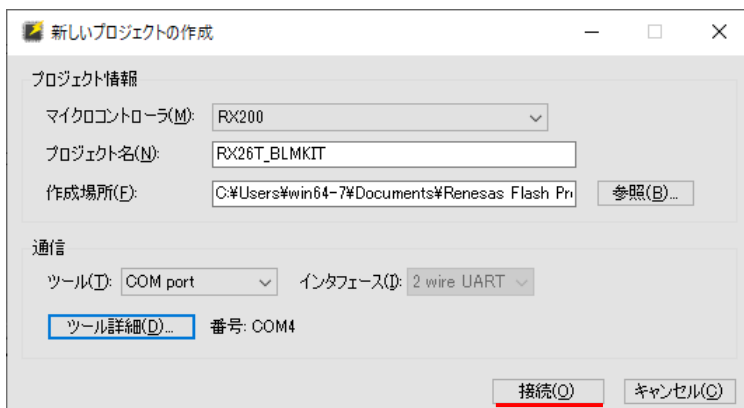 新しいプロジェクトの作成
プロジェクト情報
マイクロコントローラ(M): RX200
プロジェクト名(N): RX26T_BLMKIT
作成場所(F): C:¥Users¥win64-7¥Documents¥Renesas Flash Pr 参照(B)...
通信
ツール(T): COM port インタフェース(I): 2 wire UART
ツール詳細(D)... 番号: COM4
接続(O) キャンセル(C)